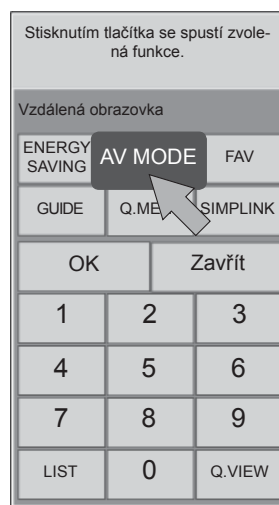 Stisknutím tlačítka se spustí zvole-
ná funkce.
Vzdálená obrazovka
ENERGY
SAVING
AV MODE
FAV
GUIDE
Q.ME
SIMPLINK
OK
Zavřít
1
2
3
4
5
6
7
8
9
LIST
0
Q.VIEW